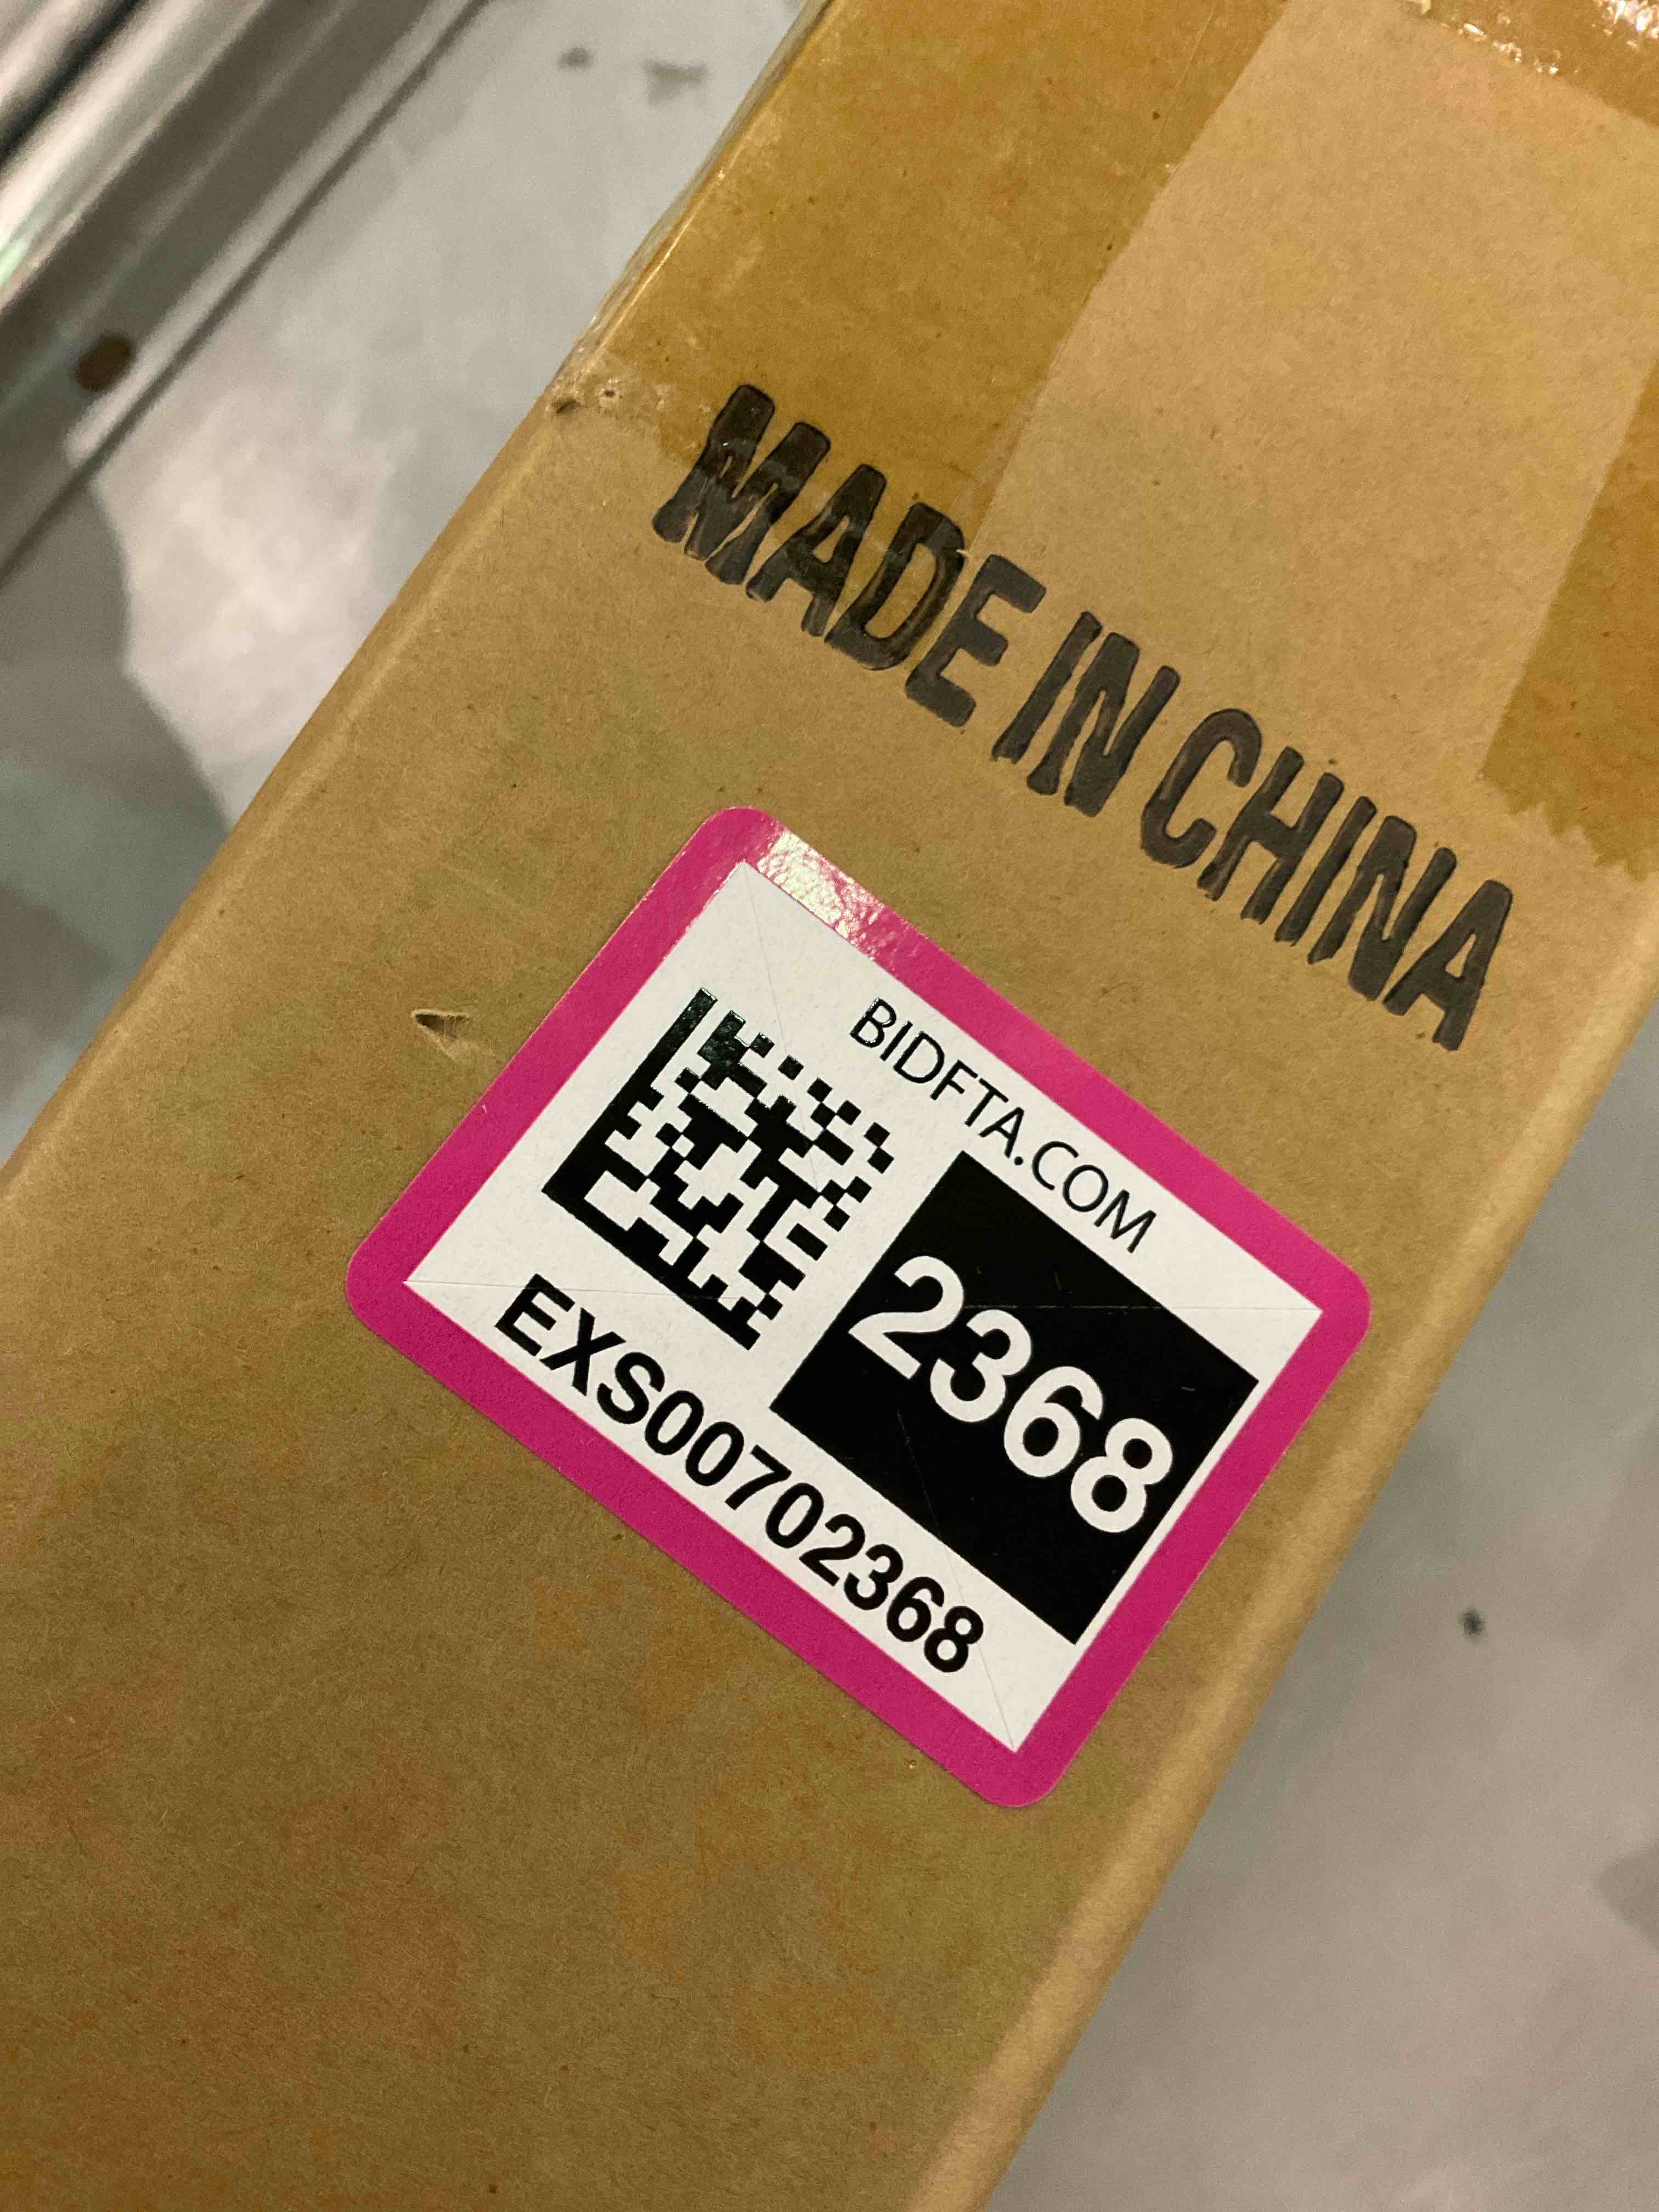 MADE IN CHINA
BIDFTA.COM
2368
EXS00702368